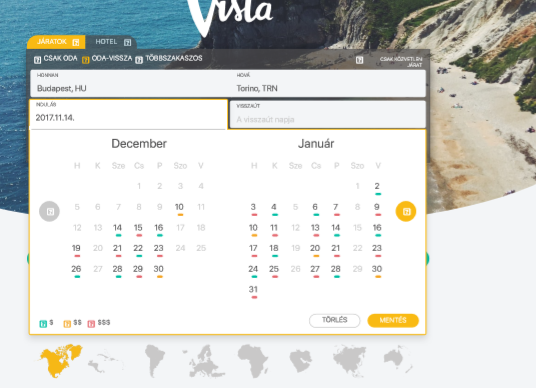 Vista
JÁRATOK HOTEL
CSAK ODA ODA-VISSZA TÖBBSZAKASZOS CSAK KÖZVETLEN JÁRAT
HONNAN HOVÁ
Budapest, HU Torino, TRN
INDULÁS VISSZAÚT
2017.11.14. A visszaút napja
December Január
H K Sze Cs P Szo V H K Sze Cs P Szo V
1 2 3 4 1 2
5 6 7 8 9 10 11 3 4 5 6 7 8 9
12 13 14 15 16 17 18 10 11 12 13 14 15 16
19 20 21 22 23 24 25 17 18 19 20 21 22 23
26 27 28 29 30 24 25 26 27 28 29 30
31
$ $$ $$$ TÖRLÉS MENTÉS